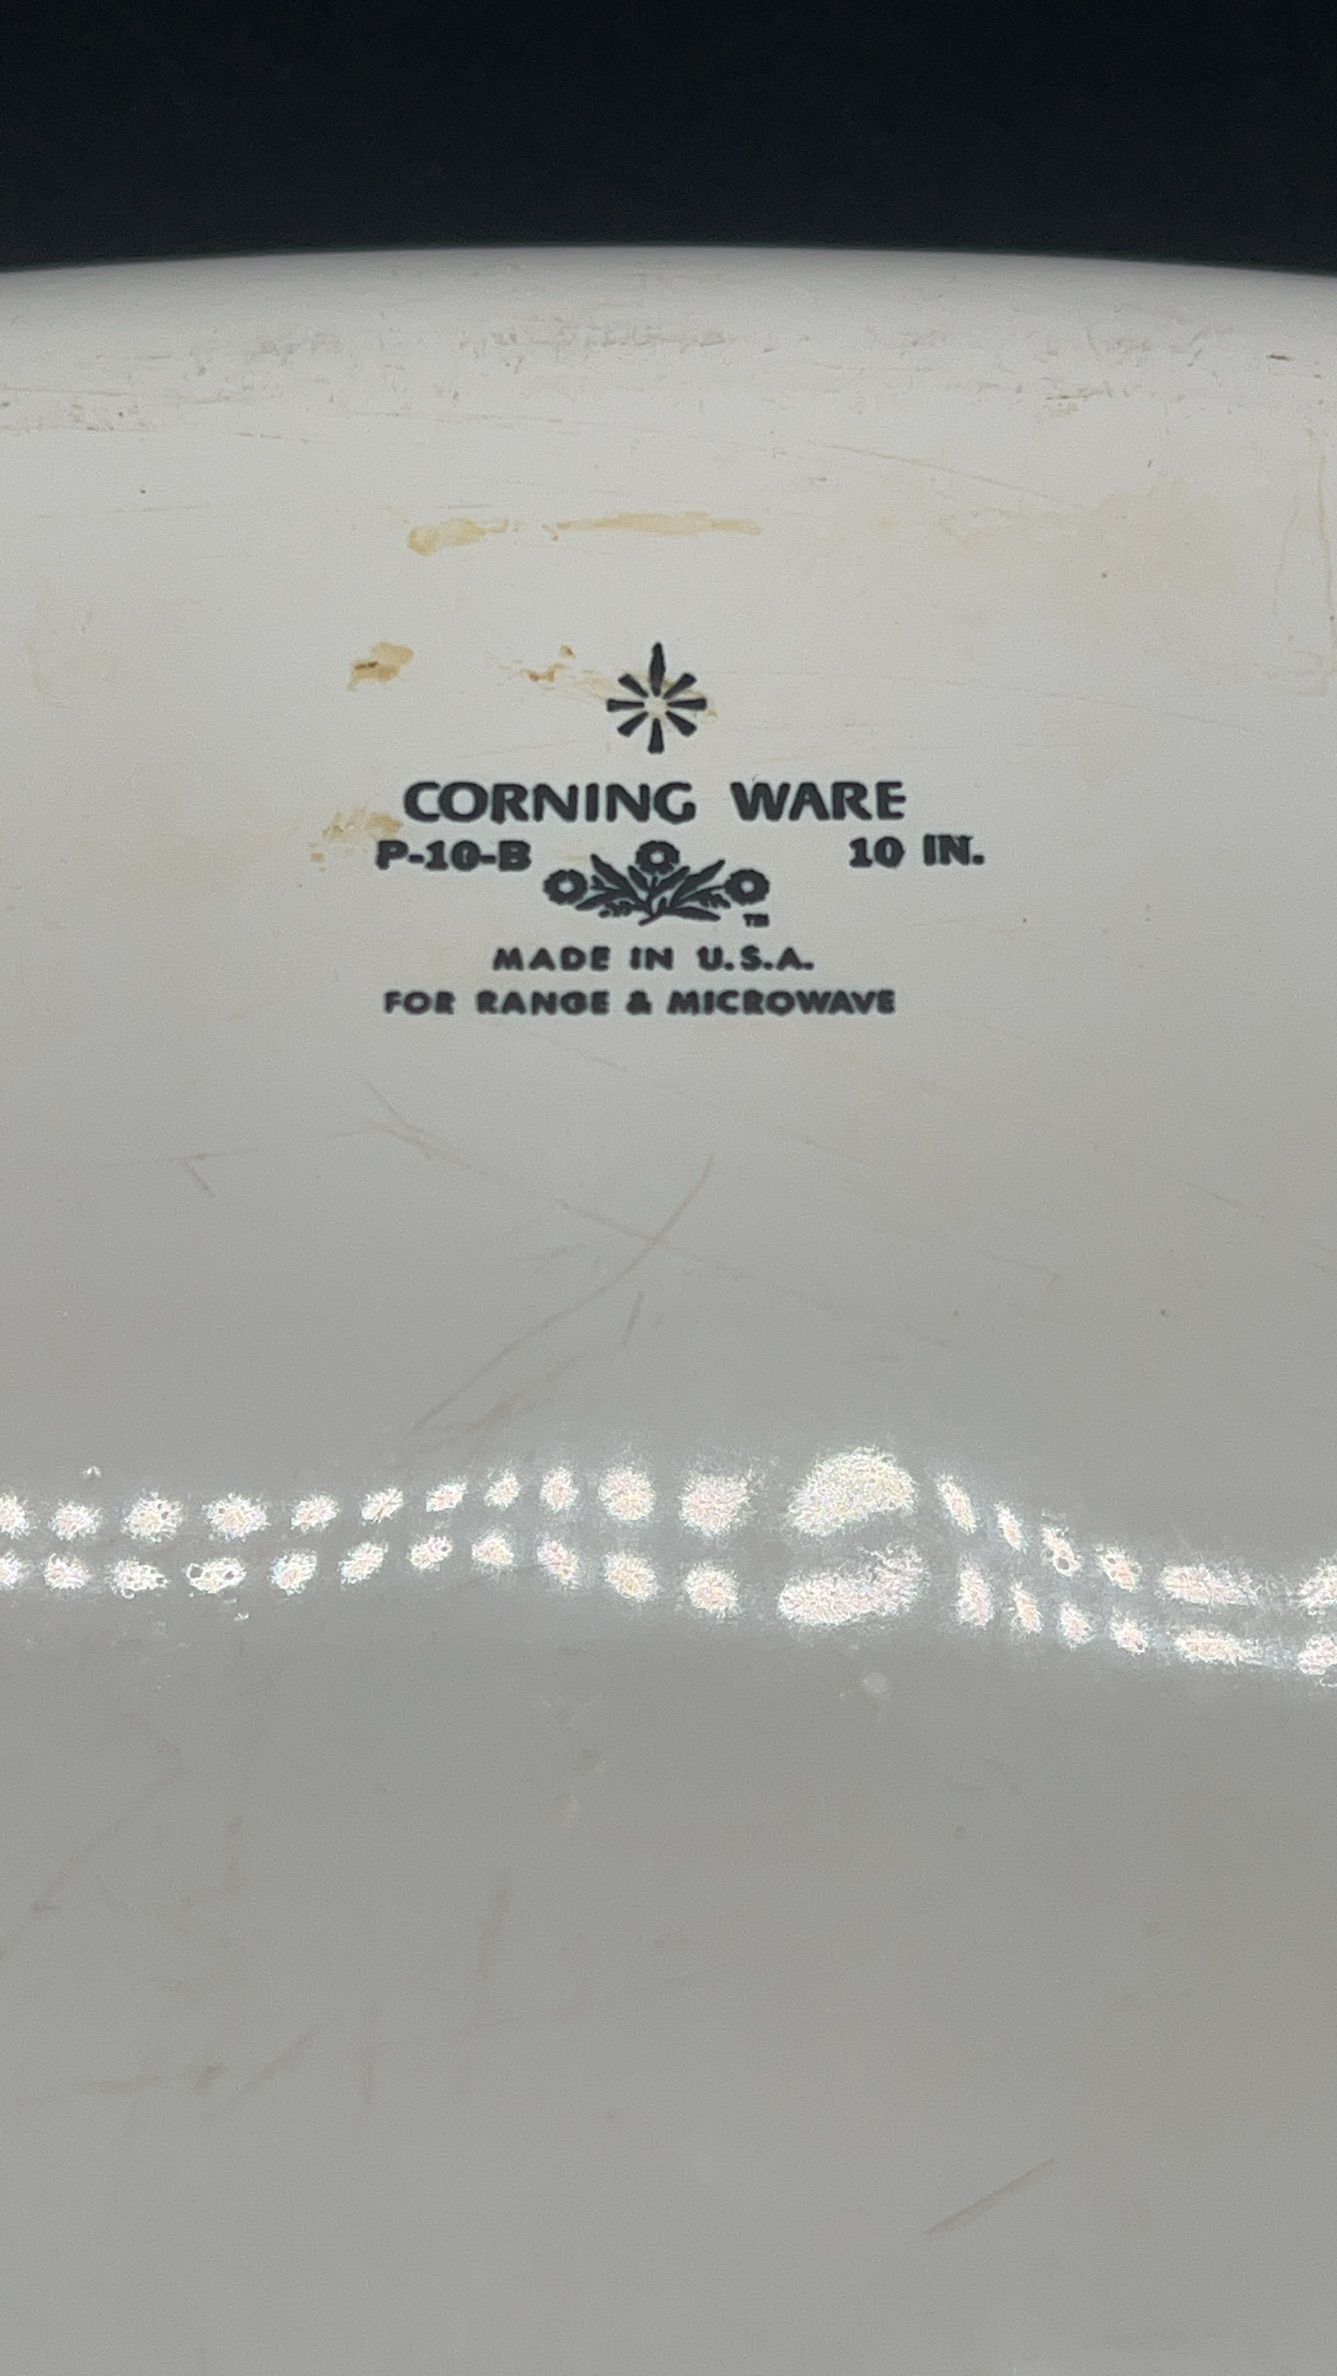 CORNING WARE
P-10-B 10 IN.
TM
MADE IN U.S.A.
FOR RANGE & MICROWAVE